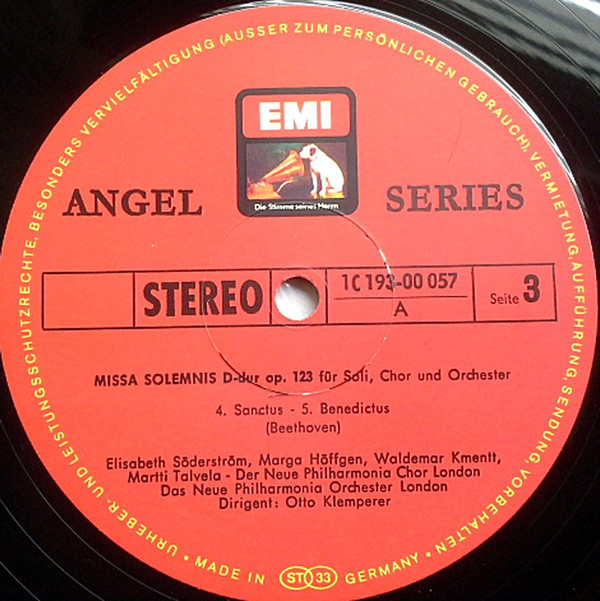 URHEBER- UND LEISTUNGSSCHUTZRECHTE, BESONDERS VERVIELFÄLTIGUNG (AUSSER ZUM PERSÖNLICHEN GEBRAUCH), VERMIETUNG, AUFFÜHRUNG, SENDUNG, VORBEHALTEN
EMI
Die Stimme seines Herrn
ANGEL SERIES
STEREO
1C 193-00 057
A
Seite 3
MISSA SOLEMNIS D-dur op. 123 für Soli, Chor und Orchester
4. Sanctus - 5. Benedictus
(Beethoven)
Elisabeth Söderström, Marga Höffgen, Waldemar Kmentt,
Martti Talvela - Der Neue Philharmonia Chor London
Das Neue Philharmonia Orchester London
Dirigent: Otto Klemperer
• MADE IN ST 33 GERMANY •